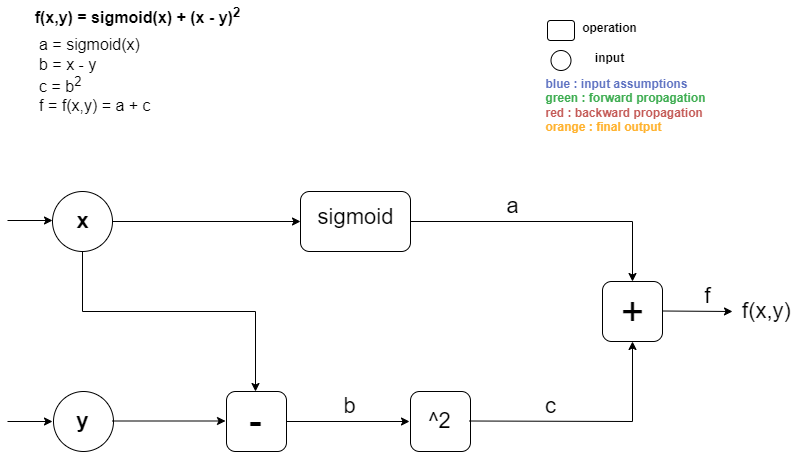 f(x,y) = sigmoid(x) + (x - y)²
a = sigmoid(x)
b = x - y
c = b²
f = f(x,y) = a + c
operation
input
blue : input assumptions
green : forward propagation
red : backward propagation
orange : final output
x
sigmoid
a
+
f
f(x,y)
y
-
b
^2
c